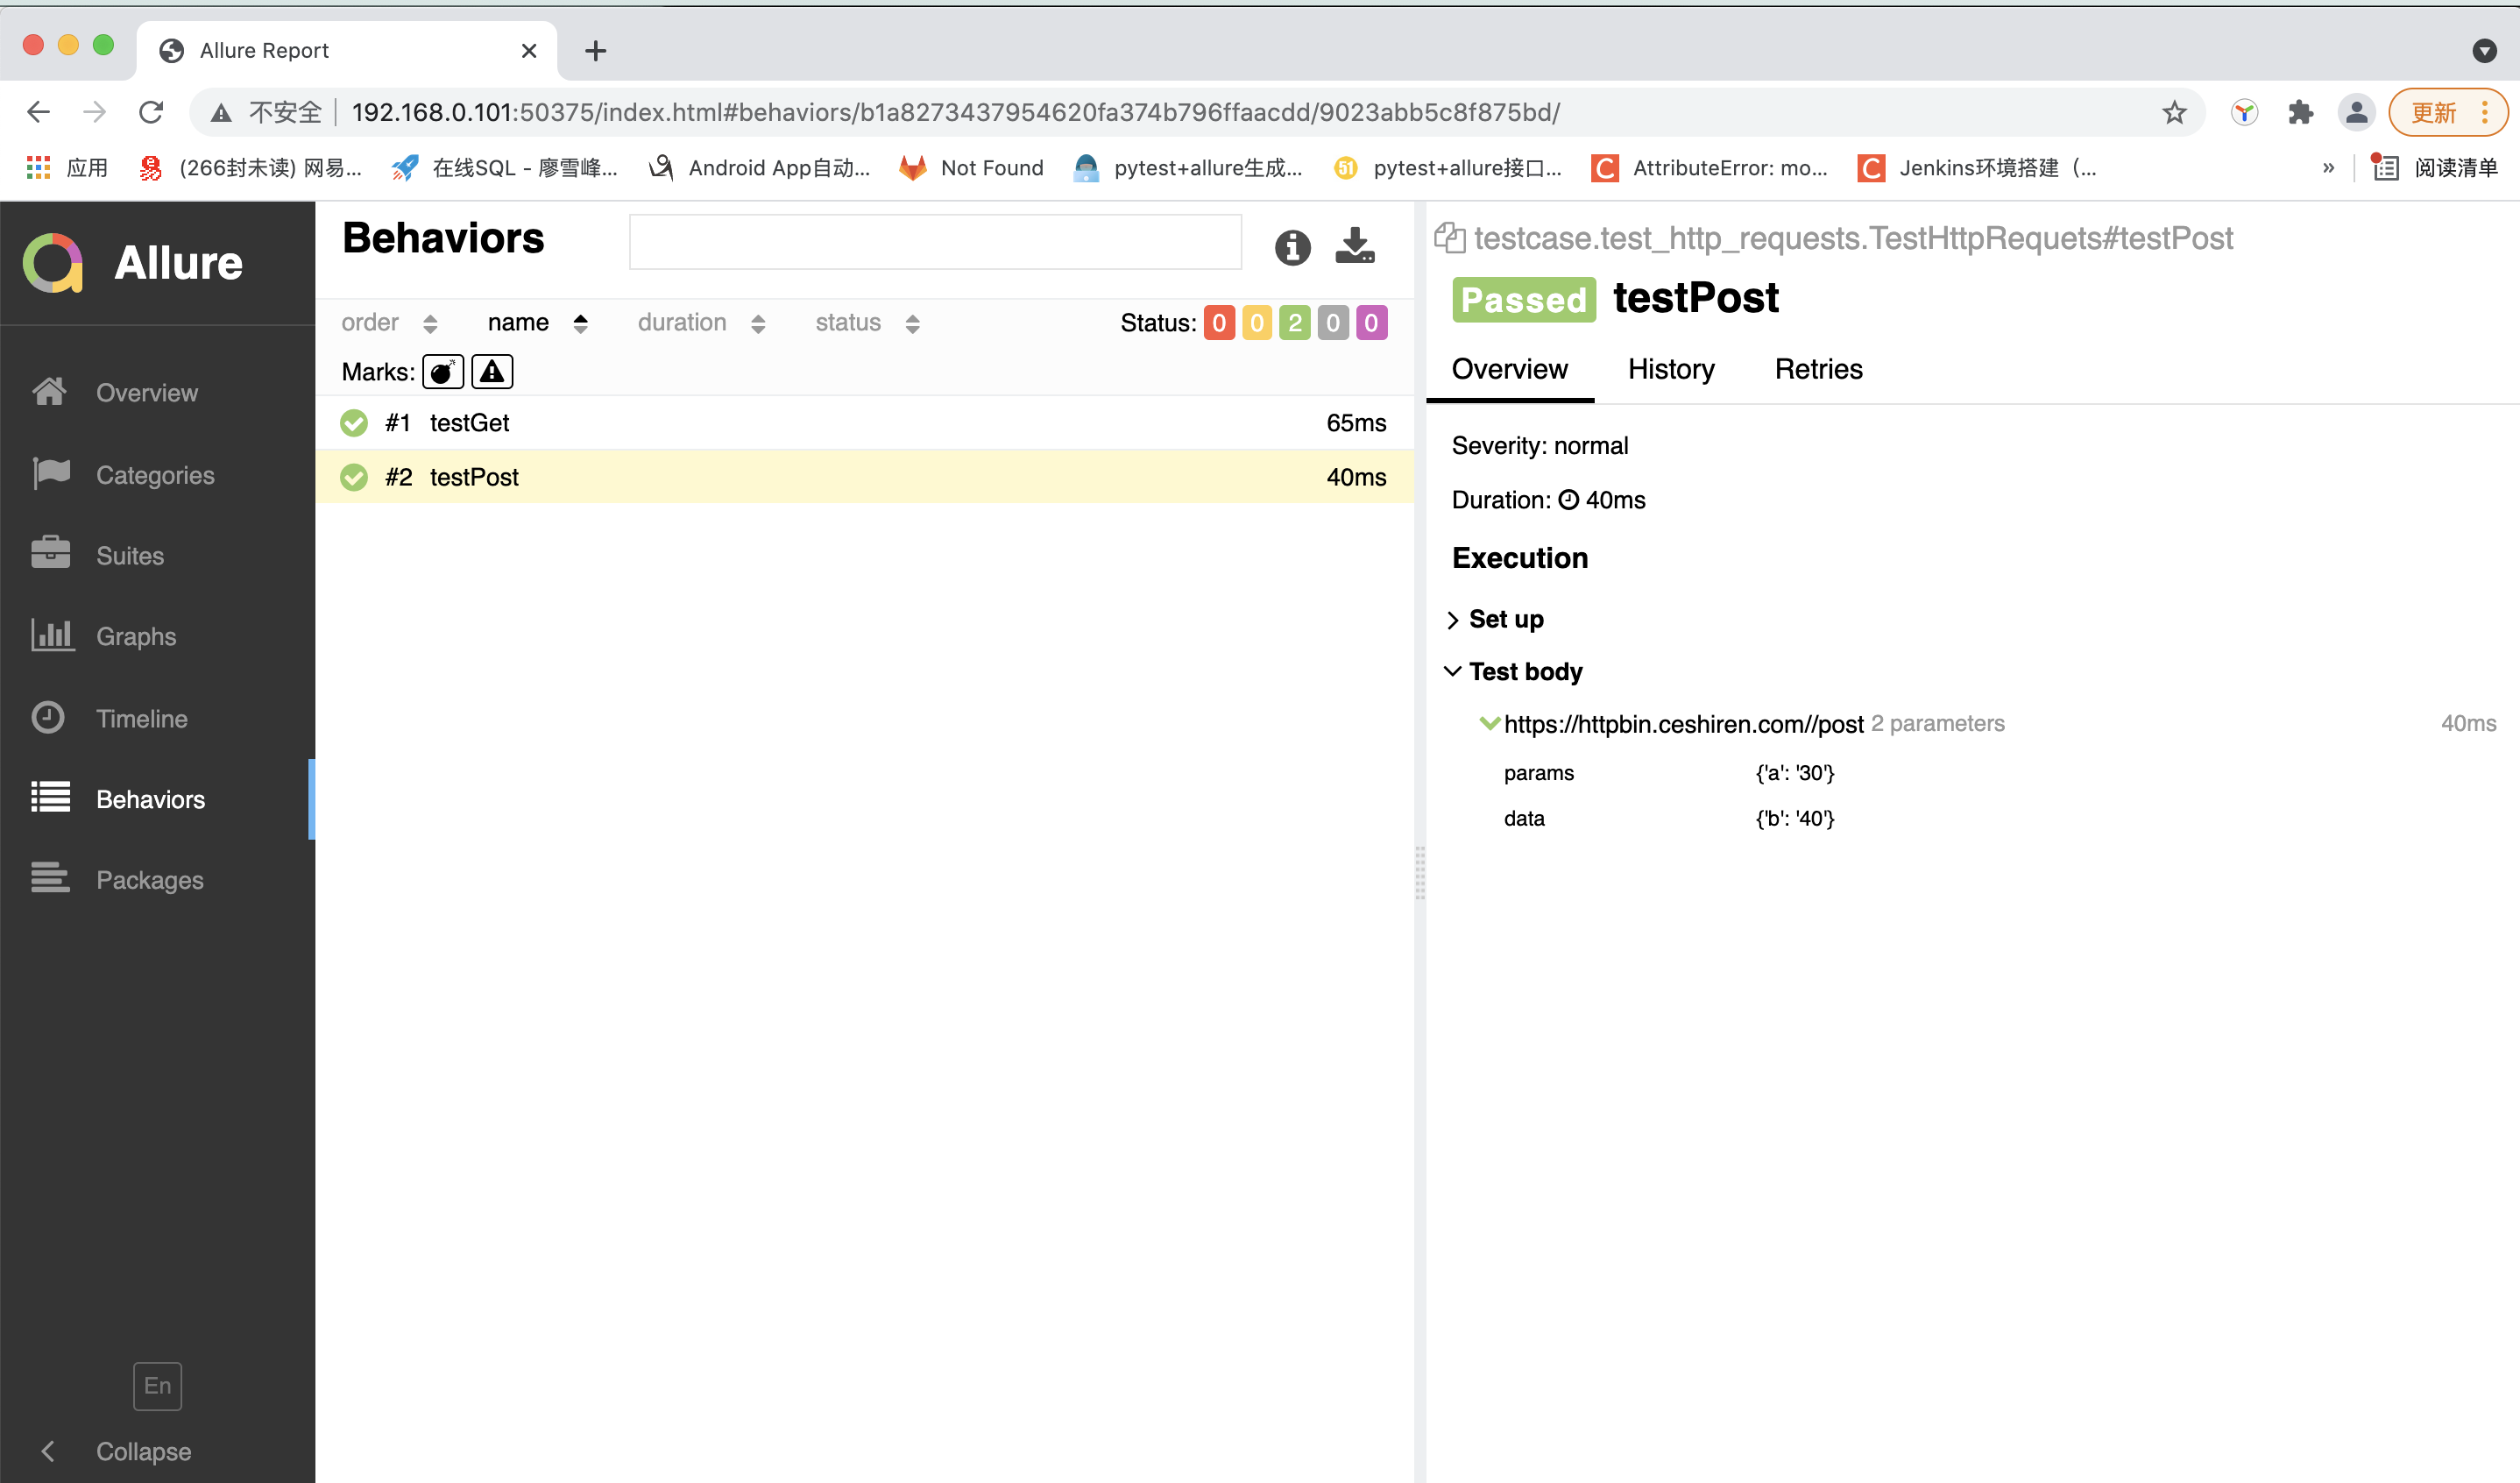 Allure Report
不安全 192.168.0.101:50375/index.html#behaviors/b1a8273437954620fa374b796ffaacdd/9023abb5c8f875bd/ 更新
应用 (266封未读) 网易... 在线SQL - 廖雪峰... Android App自动... Not Found pytest+allure生成... 51 pytest+allure接口... C AttributeError: mo... C Jenkins环境搭建（... » 阅读清单
Allure
Overview
Categories
Suites
Graphs
Timeline
Behaviors
Packages
En
Collapse
Behaviors
order name duration status Status: 0 0 2 0 0
Marks:
#1 testGet 65ms
#2 testPost 40ms
testcase.test_http_requests.TestHttpRequets#testPost
Passed testPost
Overview History Retries
Severity: normal
Duration: 40ms
Execution
Set up
Test body
https://httpbin.ceshiren.com//post 2 parameters 40ms
params {'a': '30'}
data {'b': '40'}